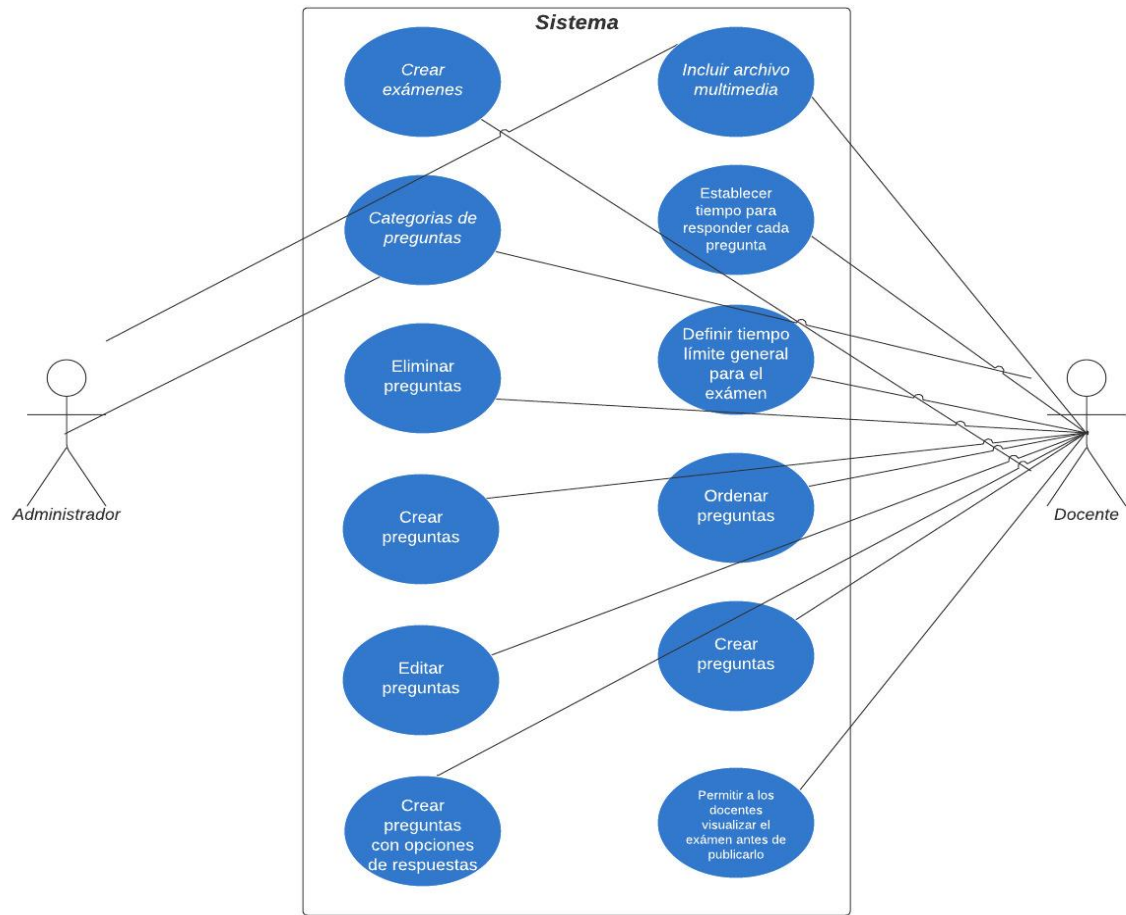 Sistema
Crear
exámenes
Incluir archivo
multimedia
Categorias de
preguntas
Establecer
tiempo para
responder cada
pregunta
Eliminar
preguntas
Definir tiempo
límite general
para el
exámen
Administrador
Docente
Crear
preguntas
Ordenar
preguntas
Editar
preguntas
Crear
preguntas
Crear
preguntas
con opciones
de respuestas
Permitir a los
docentes
visualizar el
exámen antes de
publicarlo